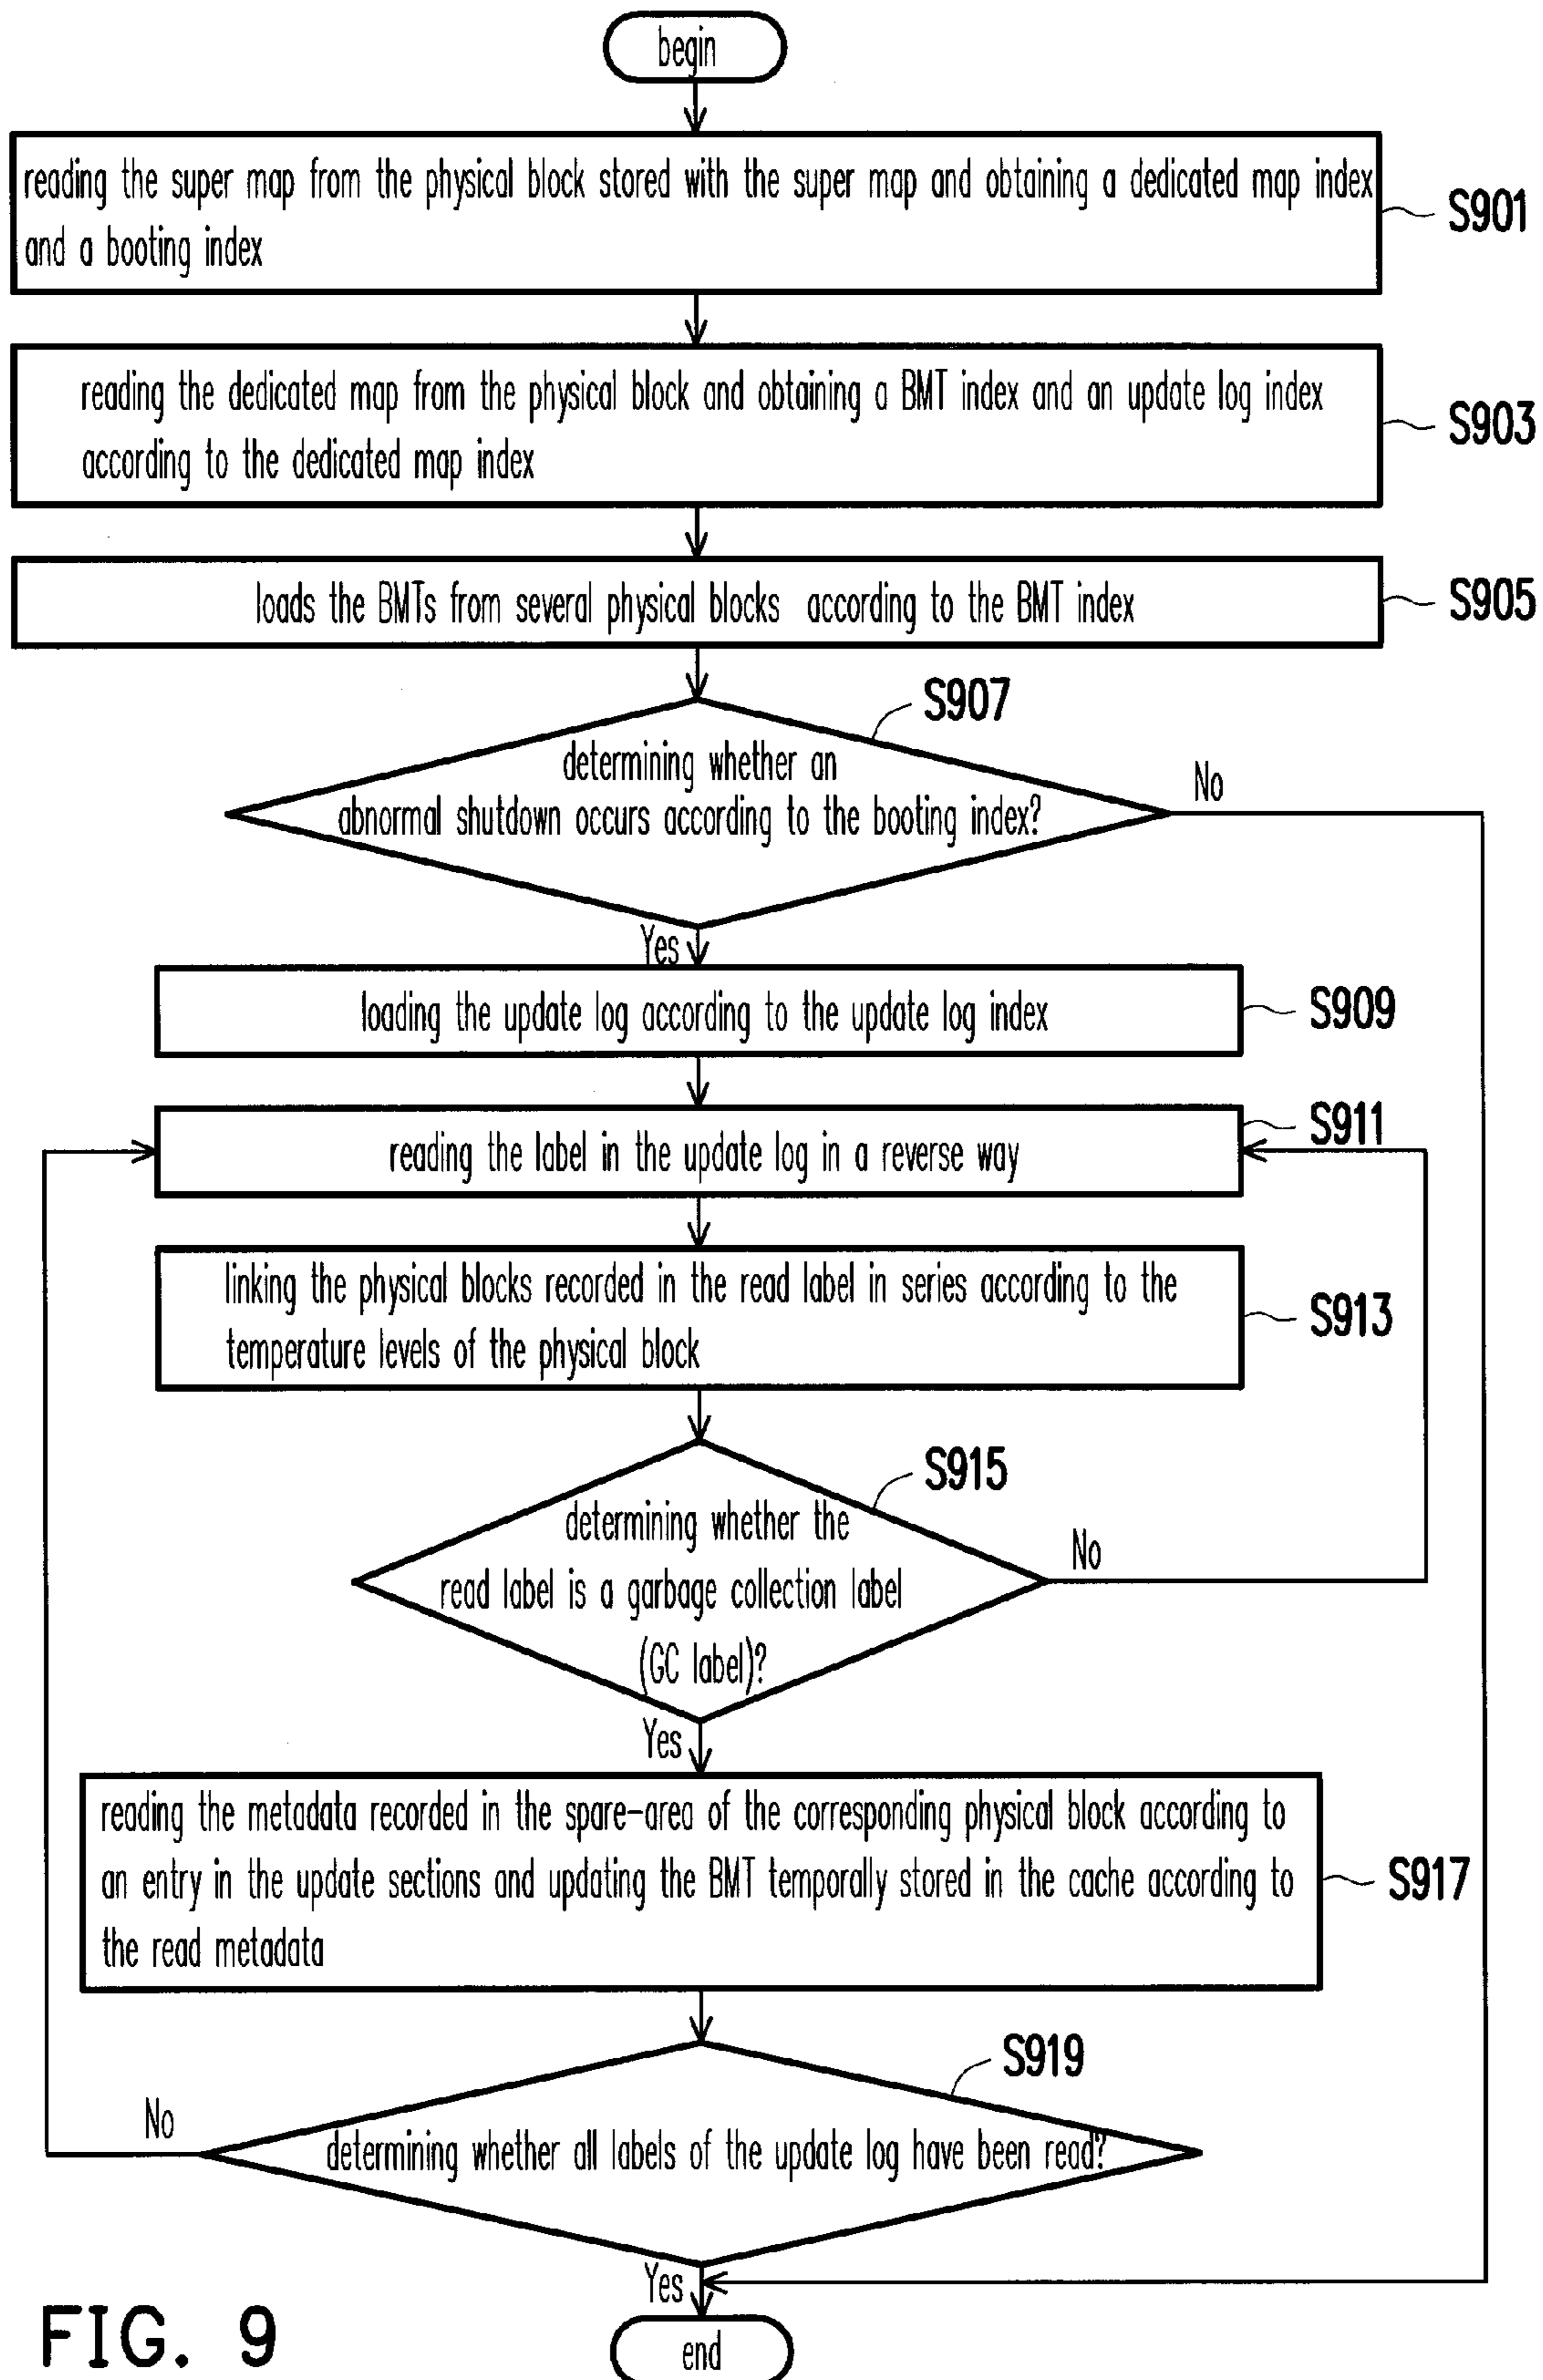 begin
reading the super map from the physical block stored with the super map and obtaining a dedicated map index
and a booting index
S901
reading the dedicated map from the physical block and obtaining a BMT index and an update log index
according to the dedicated map index
S903
loads the BMTs from several physical blocks according to the BMT index
S905
S907
determining whether an
abnormal shutdown occurs according to the booting index?
No
Yes
loading the update log according to the update log index
S909
reading the label in the update log in a reverse way
S911
linking the physical blocks recorded in the read label in series according to the
temperature levels of the physical block
S913
S915
determining whether the
read label is a garbage collection label
(GC label)?
No
Yes
reading the metadata recorded in the spare-area of the corresponding physical block according to
an entry in the update sections and updating the BMT temporally stored in the cache according to
the read metadata
S917
S919
No
determining whether all labels of the update log have been read?
Yes
end
FIG. 9